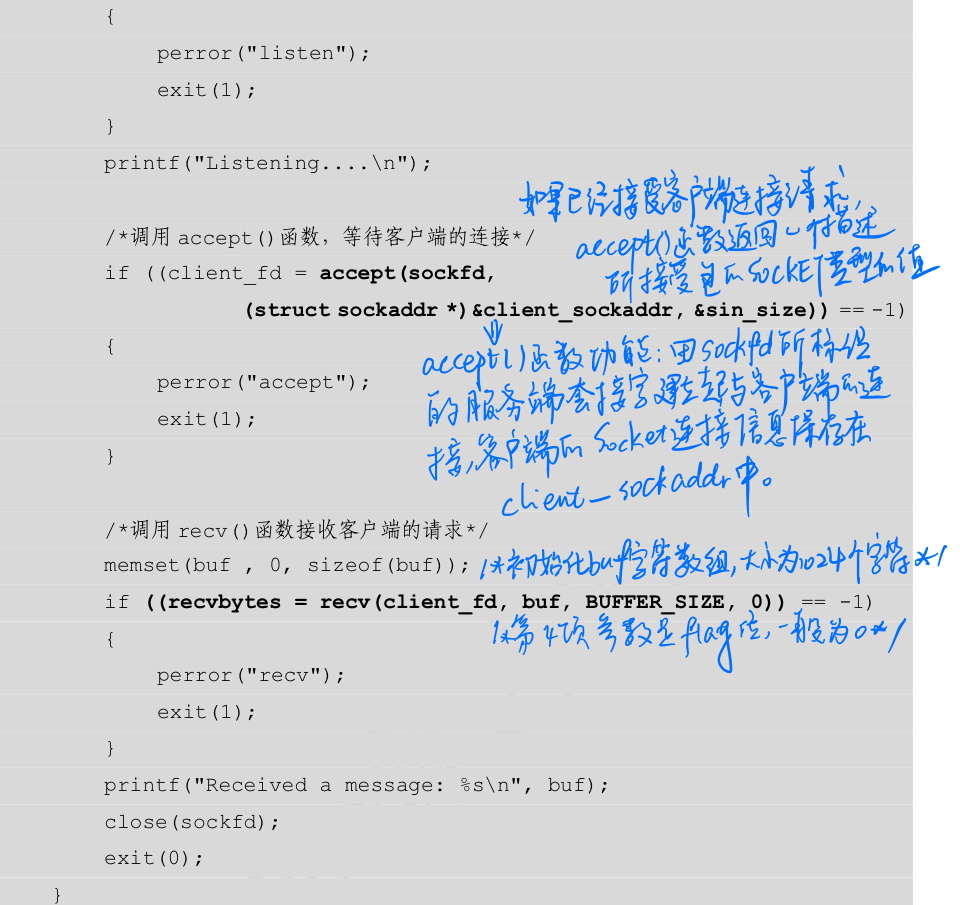 {
perror("listen");
exit(1);
}
printf("Listening....\n");
如果已经接受客户端连接请求,
accept()函数返回一个描述
所接受包的SOCKET类型的值
/*调用 accept()函数，等待客户端的连接*/
if ((client_fd = accept(sockfd,
(struct sockaddr *)&client_sockaddr, &sin_size)) == -1)
{
accept()函数功能:由sockfd所标识
的服务端套接字建立起与客户端的连
接,客户端的Socket连接信息保存在
client_sockaddr中。
perror("accept");
exit(1);
}
/*调用 recv()函数接收客户端的请求*/
memset(buf , 0, sizeof(buf)); /*初始化buf字符数组,大小为1024个字符*/
if ((recvbytes = recv(client_fd, buf, BUFFER_SIZE, 0)) == -1)
{ /*第4项参数是flag位,一般为0*/
perror("recv");
exit(1);
}
printf("Received a message: %s\n", buf);
close(sockfd);
exit(0);
}